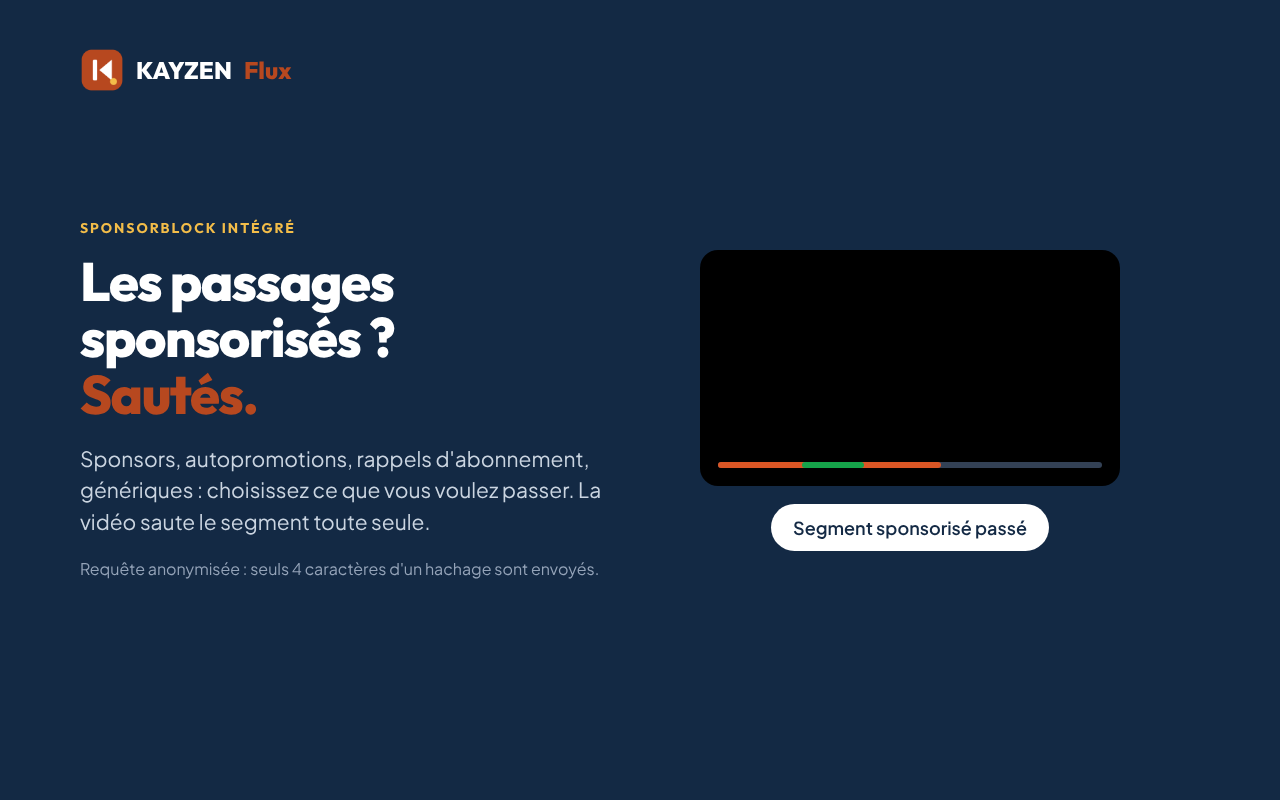 KAYZEN Flux
SPONSORBLOCK INTÉGRÉ
Les passages
sponsorisés ?
Sautés.
Sponsors, autopromotions, rappels d'abonnement,
génériques : choisissez ce que vous voulez passer. La
vidéo saute le segment toute seule.
Requête anonymisée : seuls 4 caractères d'un hachage sont envoyés.
Segment sponsorisé passé